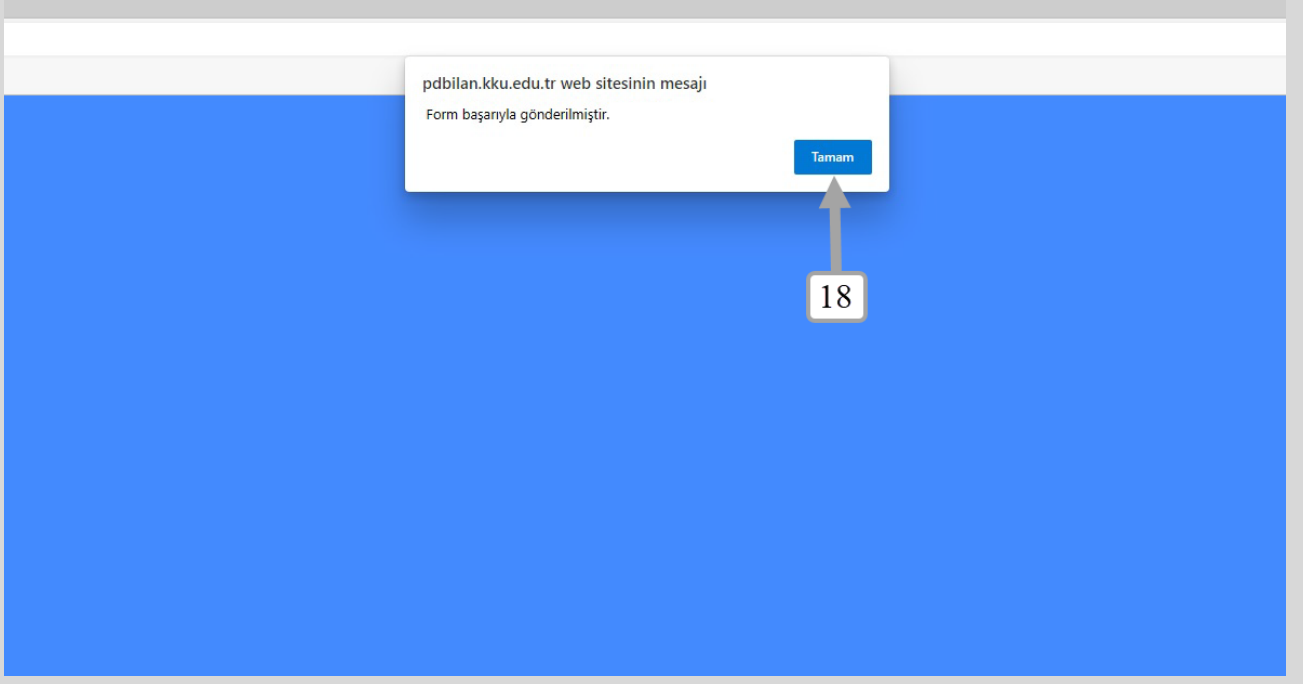 pdbilan.kku.edu.tr web sitesinin mesajı
Form başarıyla gönderilmiştir.
Tamam
18